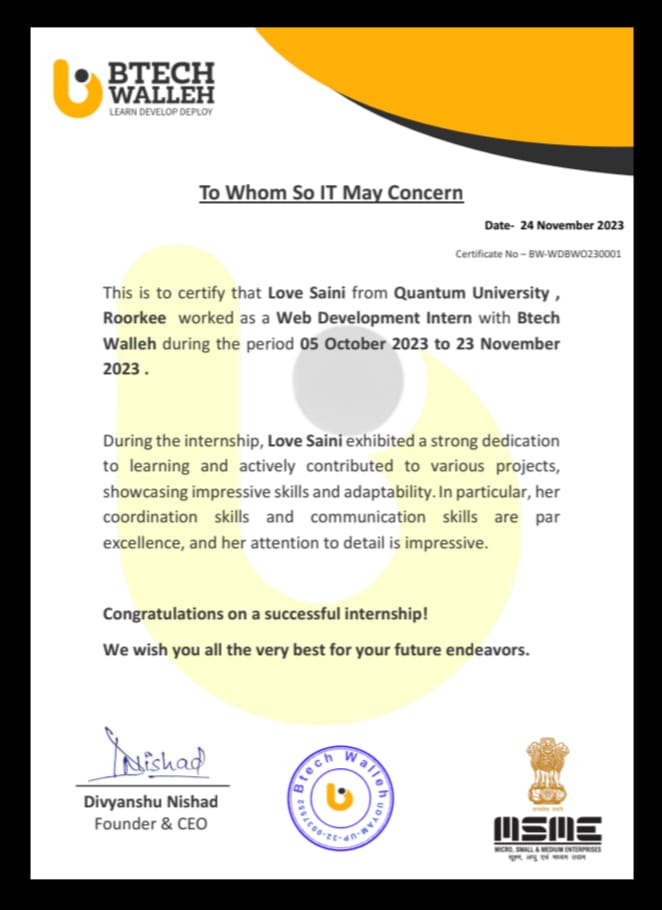 BTECH
WALLEH
LEARN DEVELOP DEPLOY
To Whom So IT May Concern
Date- 24 November 2023
Certificate No – BW-WDBWO230001
This is to certify that Love Saini from Quantum University ,
Roorkee worked as a Web Development Intern with Btech
Walleh during the period 05 October 2023 to 23 November
2023 .
During the internship, Love Saini exhibited a strong dedication
to learning and actively contributed to various projects,
showcasing impressive skills and adaptability. In particular, her
coordination skills and communication skills are par
excellence, and her attention to detail is impressive.
Congratulations on a successful internship!
We wish you all the very best for your future endeavors.
Nishad
Divyanshu Nishad
Founder & CEO
Btech Walleh
UDYAM-UP-32-0037552
MSME
MICRO, SMALL & MEDIUM ENTERPRISES
सूक्ष्म, लघु एवं मध्यम उद्यम